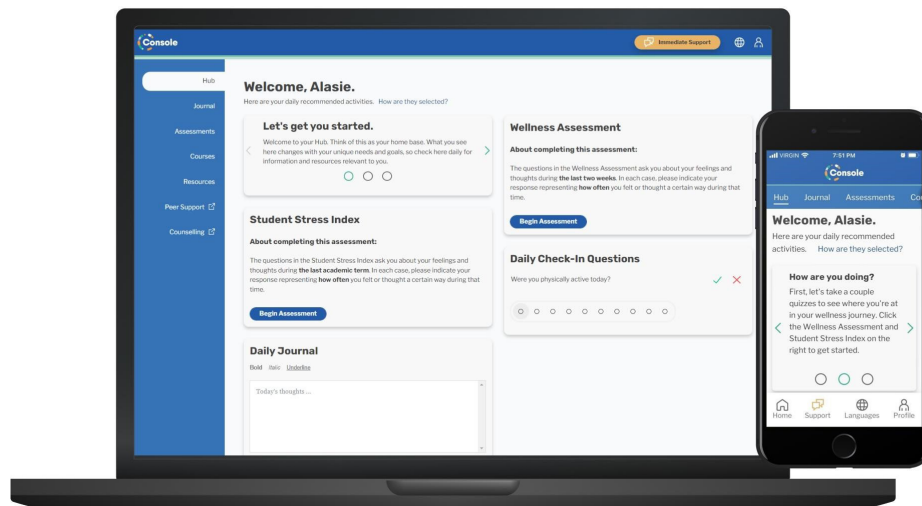 Console
Immediate Support
Hub
Journal
Assessments
Courses
Resources
Peer Support
Counselling
Welcome, Alasie.
Here are your daily recommended activities. How are they selected?
Let's get you started.
Welcome to your Hub. Think of this as your home base. What you see
here changes with your unique needs and goals, so check here daily for
information and resources relevant to you.
Student Stress Index
About completing this assessment:
The questions in the Student Stress Index ask you about your feelings and
thoughts during the last academic term. In each case, please indicate your
response representing how often you felt or thought a certain way during that
time.
Begin Assessment
Daily Journal
Bold Italic Underline
Today's thoughts ...
Wellness Assessment
About completing this assessment:
The questions in the Wellness Assessment ask you about your feelings and
thoughts during the last two weeks. In each case, please indicate your
response representing how often you felt or thought a certain way during that
time.
Begin Assessment
Daily Check-In Questions
Were you physically active today?
VIRGIN 7:51 PM
Console
Hub Journal Assessments Co
Welcome, Alasie.
Here are your daily recommended
activities. How are they selected?
How are you doing?
First, let's take a couple
quizzes to see where you're at
in your wellness journey. Click
the Wellness Assessment and
Student Stress Index on the
right to get started.
Home Support Languages Profile